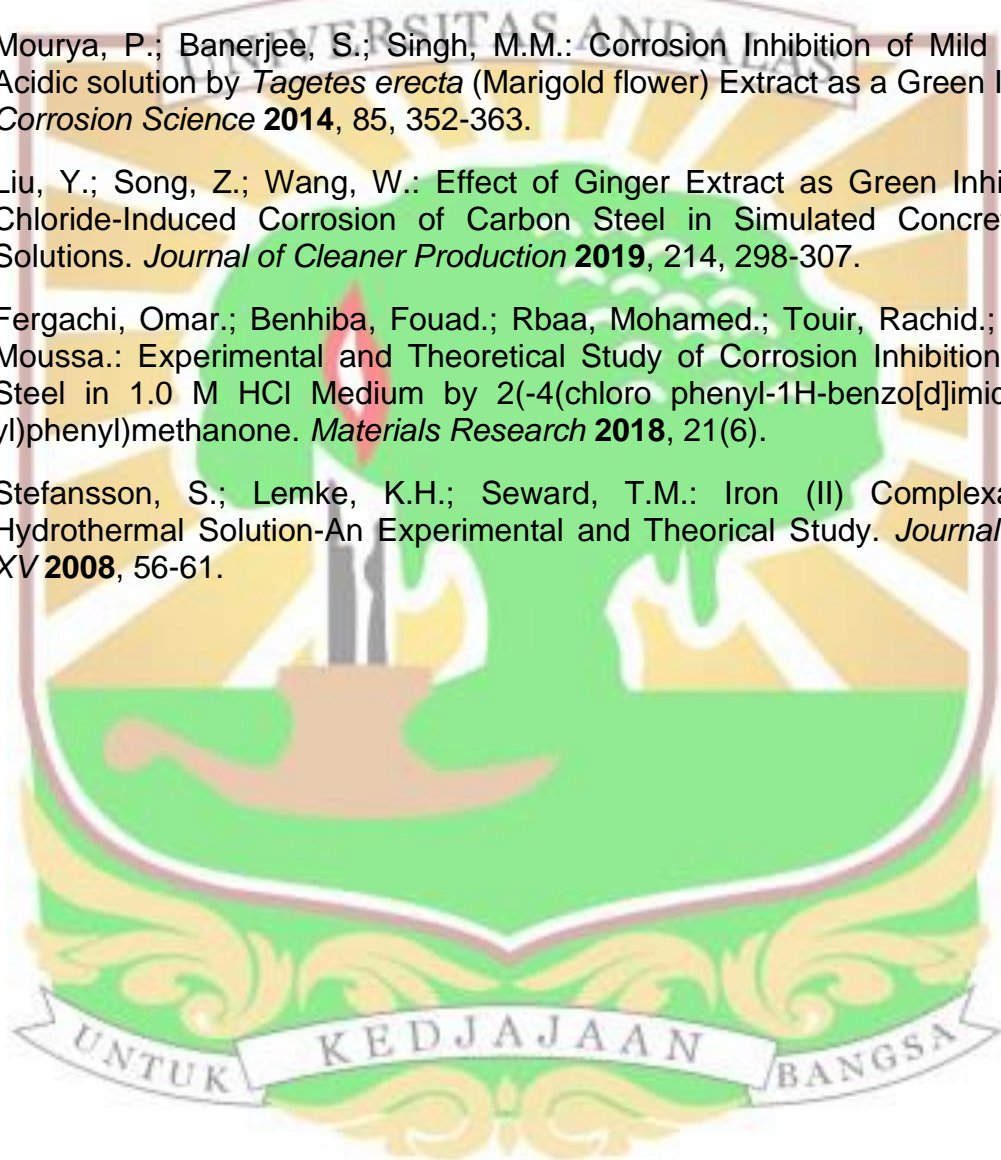 UNIVERSITAS ANDALAS
Mourya, P.; Banerjee, S.; Singh, M.M.: Corrosion Inhibition of Mild
Acidic solution by Tagetes erecta (Marigold flower) Extract as a Green
Corrosion Science 2014, 85, 352-363.
Liu, Y.; Song, Z.; Wang, W.: Effect of Ginger Extract as Green Inhi
Chloride-Induced Corrosion of Carbon Steel in Simulated Concre
Solutions. Journal of Cleaner Production 2019, 214, 298-307.
Fergachi, Omar.; Benhiba, Fouad.; Rbaa, Mohamed.; Touir, Rachid.;
Moussa.: Experimental and Theoretical Study of Corrosion Inhibition
Steel in 1.0 M HCl Medium by 2(-4(chloro phenyl-1H-benzo[d]imid
yl)phenyl)methanone. Materials Research 2018, 21(6).
Stefansson, S.; Lemke, K.H.; Seward, T.M.: Iron (II) Complexa
Hydrothermal Solution-An Experimental and Theorical Study. Journal
XV 2008, 56-61.
UNTUK KEDJAJAAN BANGSA